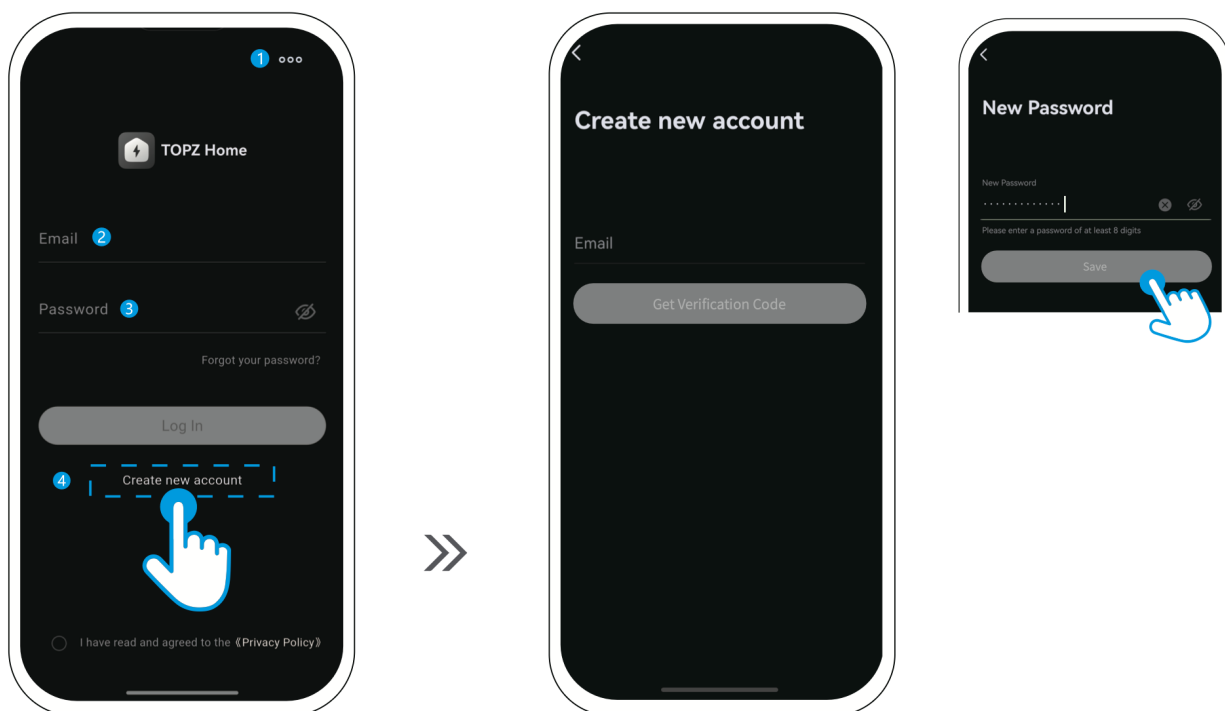 1
TOPZ Home
Email 2
Password 3
Forgot your password?
Log In
4 Create new account
I have read and agreed to the 《Privacy Policy》
Create new account
Email
Get Verification Code
New Password
New Password
Please enter a password of at least 8 digits
Save